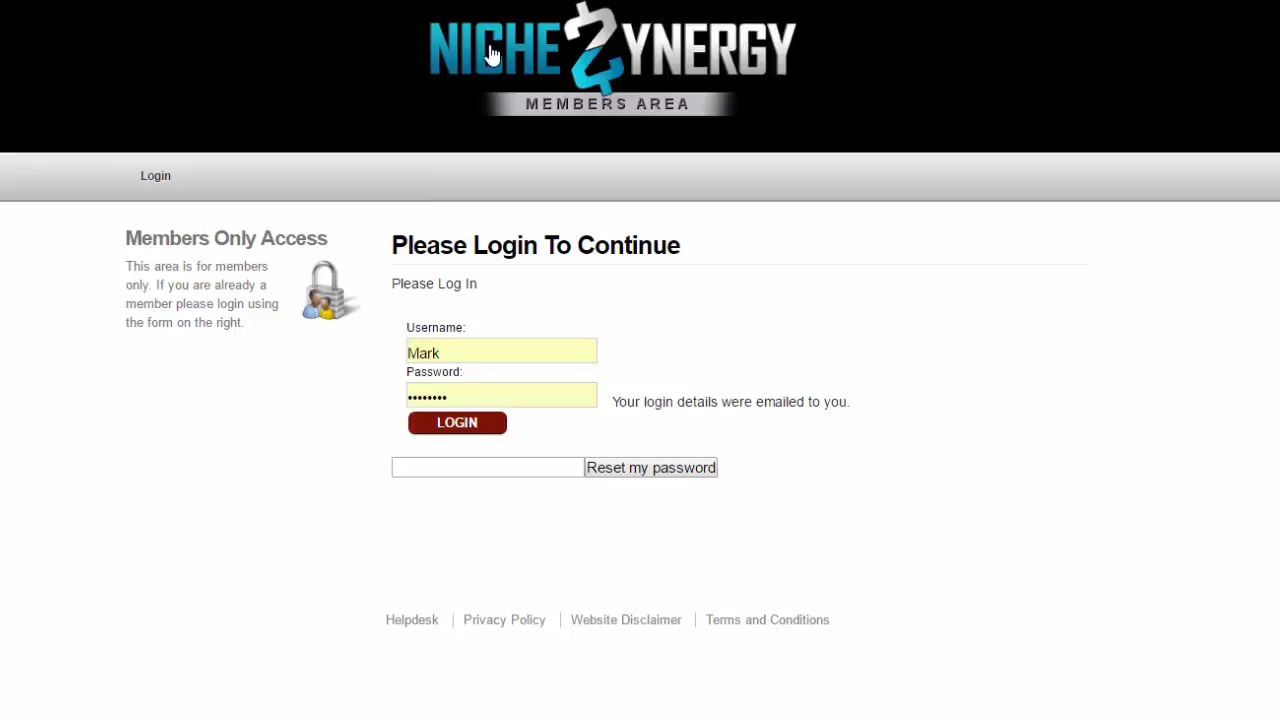 NICHE ZYNERGY
MEMBERS AREA
Login
Members Only Access
This area is for members
only. If you are already a
member please login using
the form on the right.
Please Login To Continue
Please Log In
Username:
Mark
Password:
••••••••
Your login details were emailed to you.
LOGIN
Reset my password
Helpdesk
Privacy Policy
Website Disclaimer
Terms and Conditions